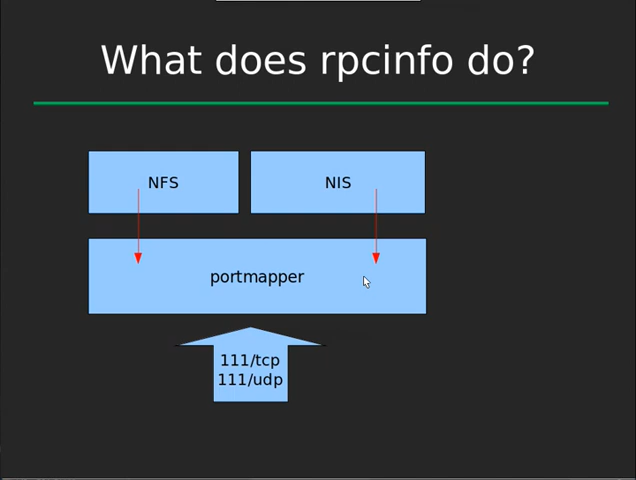 What does rpcinfo do?
NFS
NIS
portmapper
111/tcp
111/udp